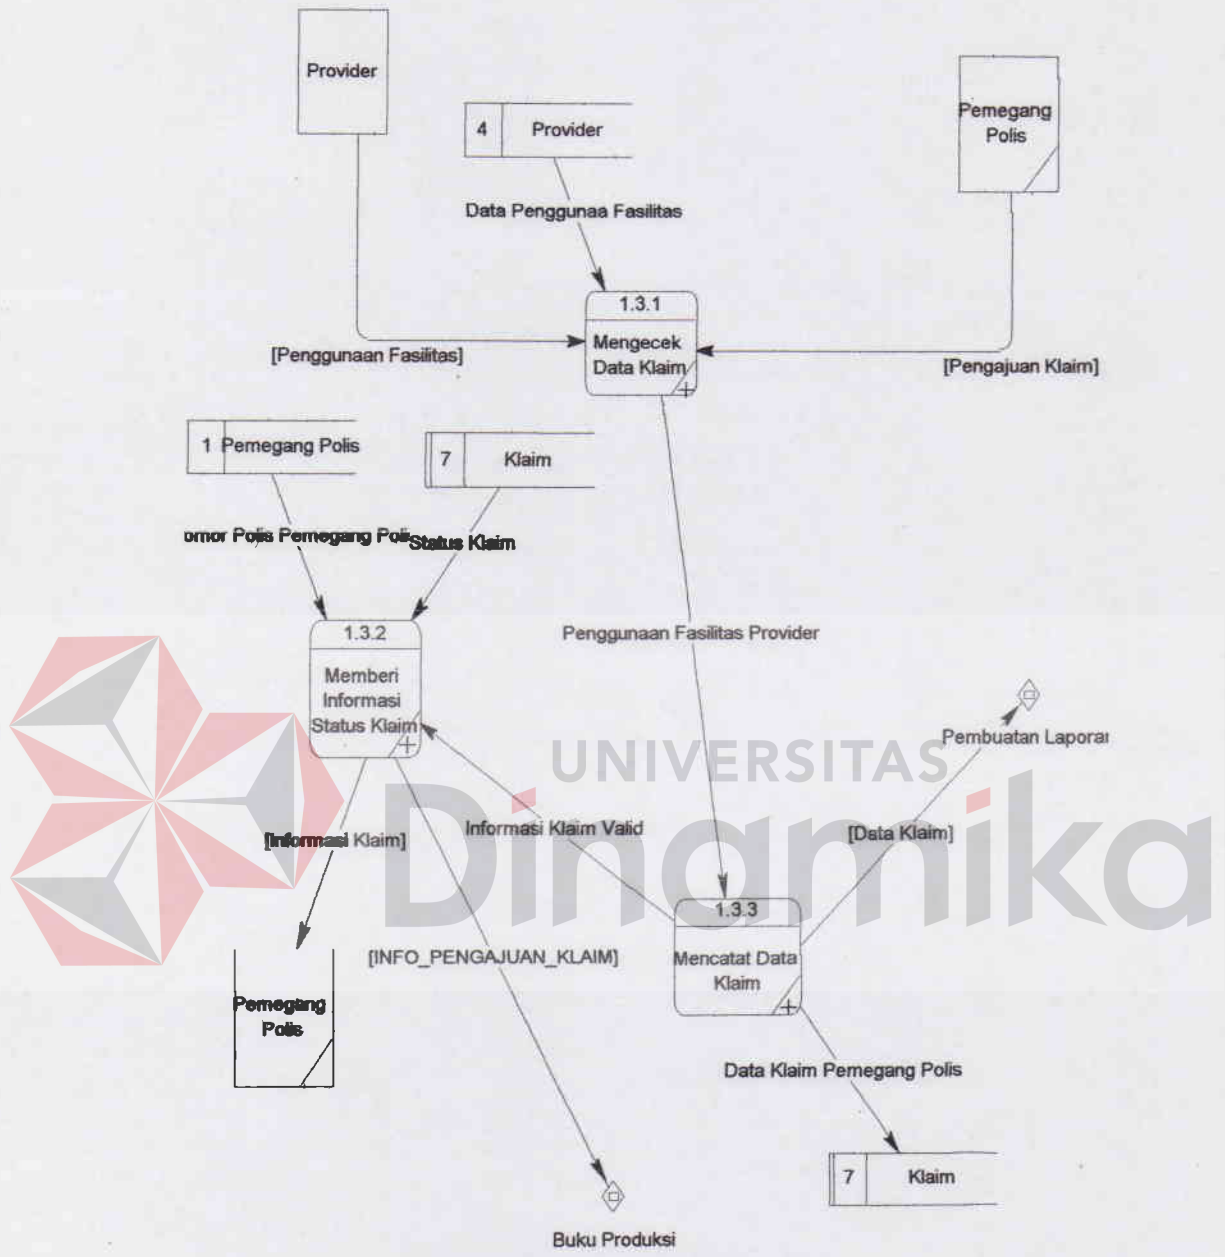 Provider
4 Provider
Pemegang
Polis
Data Penggunaa Fasilitas
1.3.1
Mengecek
Data Klaim
[Penggunaan Fasilitas]
[Pengajuan Klaim]
1 Pemegang Polis
7 Klaim
omor Polis Pemegang Polis
Status Klaim
1.3.2
Memberi
Informasi
Status Klaim
Penggunaan Fasilitas Provider
Pembuatan Laporan
UNIVERSITAS
Dinamika
[Informasi Klaim]
Informasi Klaim Valid
[Data Klaim]
1.3.3
Mencatat Data
Klaim
[INFO_PENGAJUAN_KLAIM]
Pemegang
Polis
Data Klaim Pemegang Polis
7 Klaim
Buku Produksi